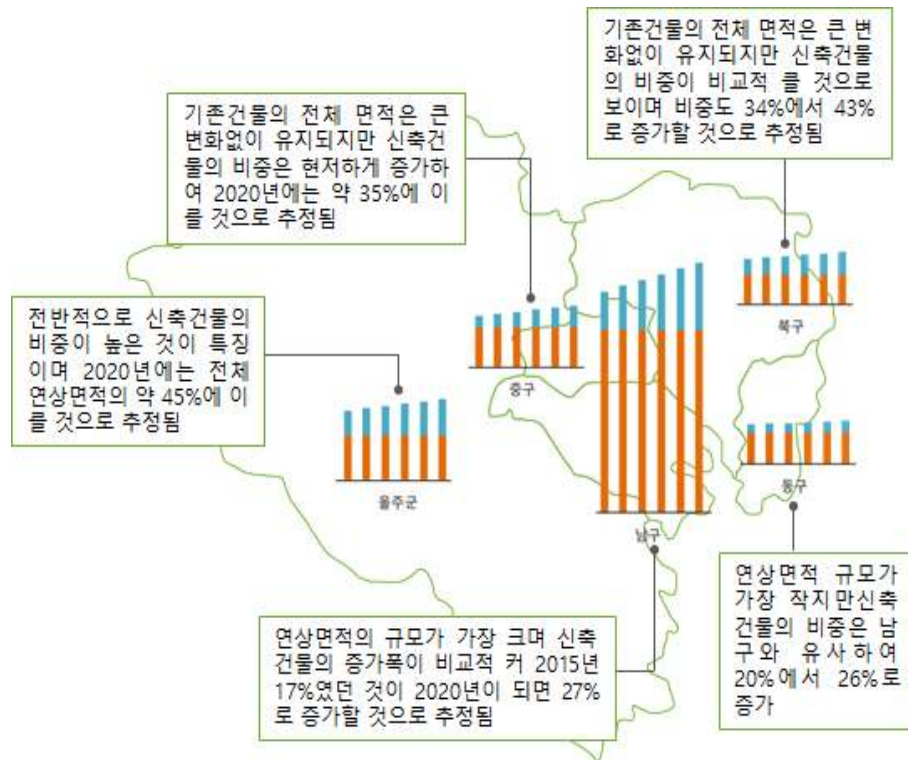 기존건물의 전체 면적은 큰 변
화없이 유지되지만 신축건물
의 비중이 비교적 클 것으로
보이며 비중도 34%에서 43%
로 증가할 것으로 추정됨
기존건물의 전체 면적은 큰
변화없이 유지되지만 신축건
물의 비중은 현저하게 증가하
여 2020년에는 약 35%에 이
를 것으로 추정됨
전반적으로 신축건물의
비중이 높은 것이 특징
이며 2020년에는 전체
연상면적의 약 45%에 이
를 것으로 추정됨
북구
중구
동구
울주군
남구
연상면적의 규모가 가장 크며 신축
건물의 증가폭이 비교적 커 2015년
17%였던 것이 2020년이 되면 27%
로 증가할 것으로 추정됨
연상면적 규모가
가장 작지만신축
건물의 비중은 남
구와 유사하여
20%에서 26%로
증가